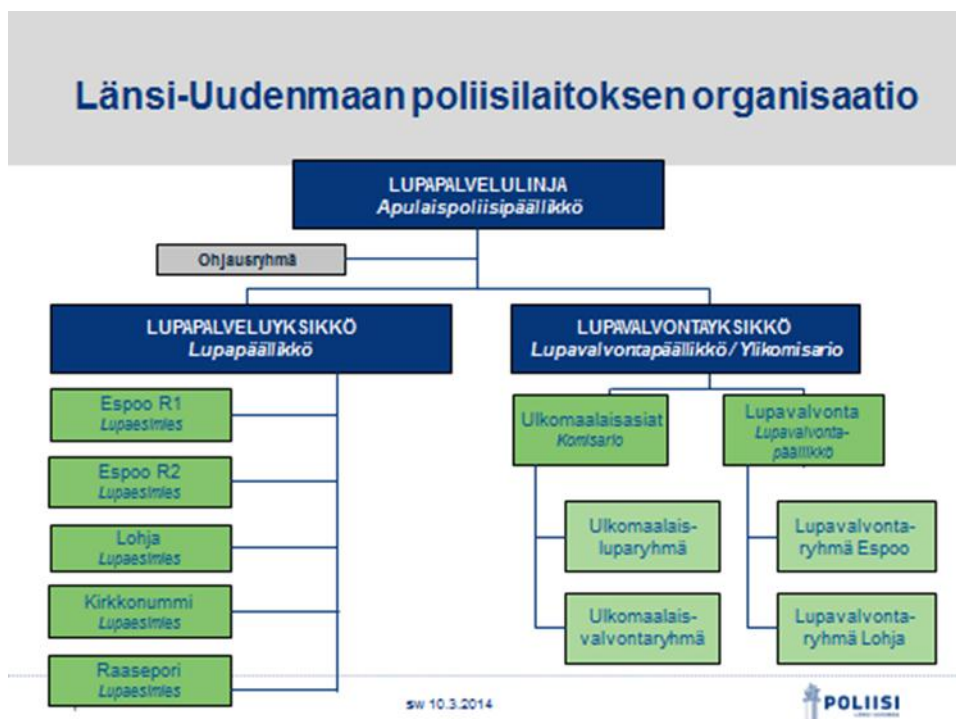 Länsi-Uudenmaan poliisilaitoksen organisaatio
LUPAPALVELULINJA
Apulaispoliisipäällikkö
Ohjausryhmä
LUPAPALVELUYKSIKKÖ
Lupapäällikkö
Espoo R1
Lupaesimies
Espoo R2
Lupaesimies
Lohja
Lupaesimies
Kirkkonummi
Lupaesimies
Raasepori
Lupaesimies
LUPAVALVONTAYKSIKKÖ
Lupavalvontapäällikkö / Ylikomisario
Ulkomaalaisasiat
Komisario
Ulkomaalais-
luparyhmä
Ulkomaalais-
valvontaryhmä
Lupavalvonta
Lupavalvonta-
päällikkö
Lupavalvonta-
ryhmä Espoo
Lupavalvonta-
ryhmä Lohja
sw 10.3.2014
POLIISI
LÄNSI-UUSIMAA